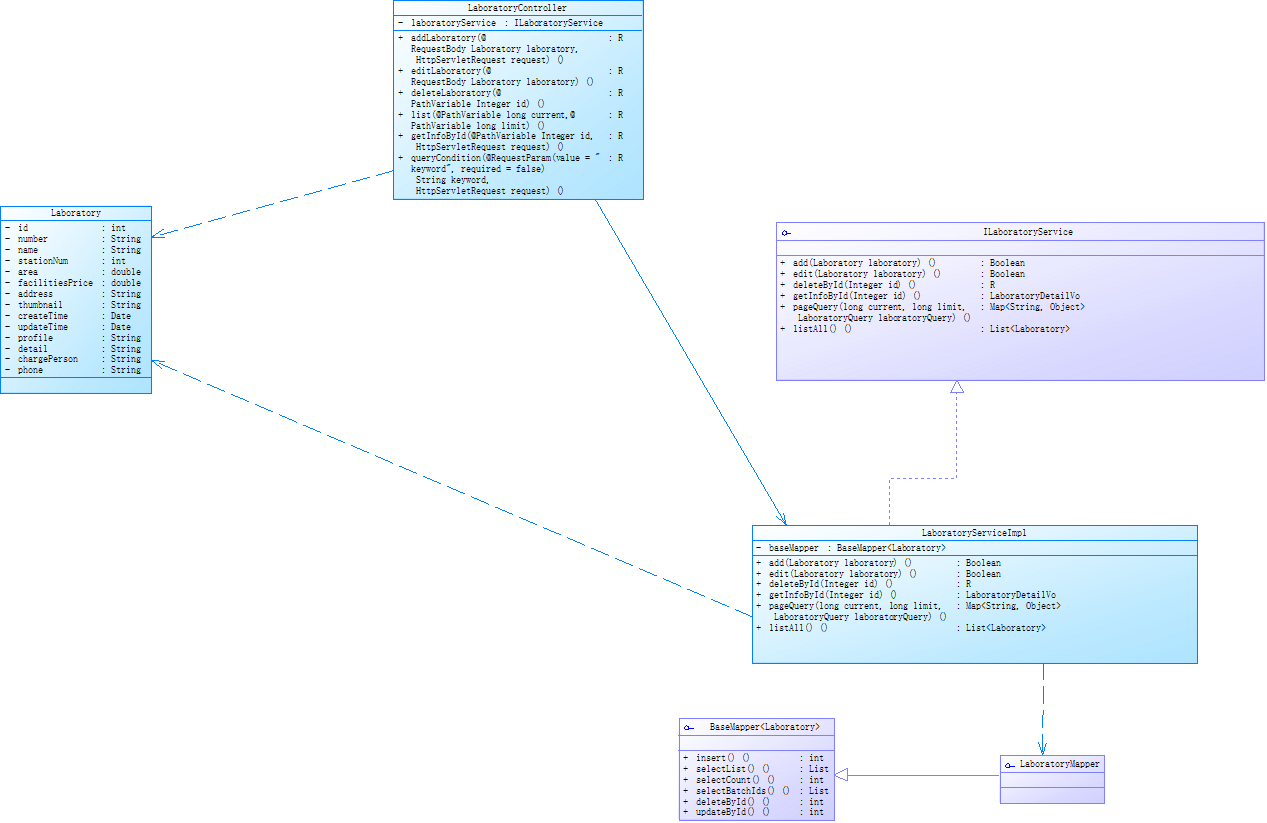 LaboratoryController
- laboratoryService : ILaboratoryService
+ addLaboratory(@ : R
RequestBody Laboratory laboratory,
HttpServletRequest request) ()
+ editLaboratory(@ : R
RequestBody Laboratory laboratory) ()
+ deleteLaboratory(@ : R
PathVariable Integer id) ()
+ list(@PathVariable long current,@ : R
PathVariable long limit) ()
+ getInfoById(@PathVariable Integer id, : R
HttpServletRequest request) ()
+ queryCondition(@RequestParam(value = " : R
keyword", required = false)
String keyword,
HttpServletRequest request) ()
Laboratory
- id : int
- number : String
- name : String
- stationNum : int
- area : double
- facilitiesPrice : double
- address : String
- thumbnail : String
- createTime : Date
- updateTime : Date
- profile : String
- detail : String
- chargePerson : String
- phone : String
ILaboratoryService
+ add(Laboratory laboratory) () : Boolean
+ edit(Laboratory laboratory) () : Boolean
+ deleteById(Integer id) () : R
+ getInfoById(Integer id) () : LaboratoryDetailVo
+ pageQuery(long current, long limit, : Map<String, Object>
LaboratoryQuery laboratoryQuery) ()
+ listAll() () : List<Laboratory>
LaboratoryServiceImpl
- baseMapper : BaseMapper<Laboratory>
+ add(Laboratory laboratory) () : Boolean
+ edit(Laboratory laboratory) () : Boolean
+ deleteById(Integer id) () : R
+ getInfoById(Integer id) () : LaboratoryDetailVo
+ pageQuery(long current, long limit, : Map<String, Object>
LaboratoryQuery laboratoryQuery) ()
+ listAll() () : List<Laboratory>
BaseMapper<Laboratory>
+ insert() () : int
+ selectList() () : List
+ selectCount() () : int
+ selectBatchIds() () : List
+ deleteById() () : int
+ updateById() () : int
LaboratoryMapper